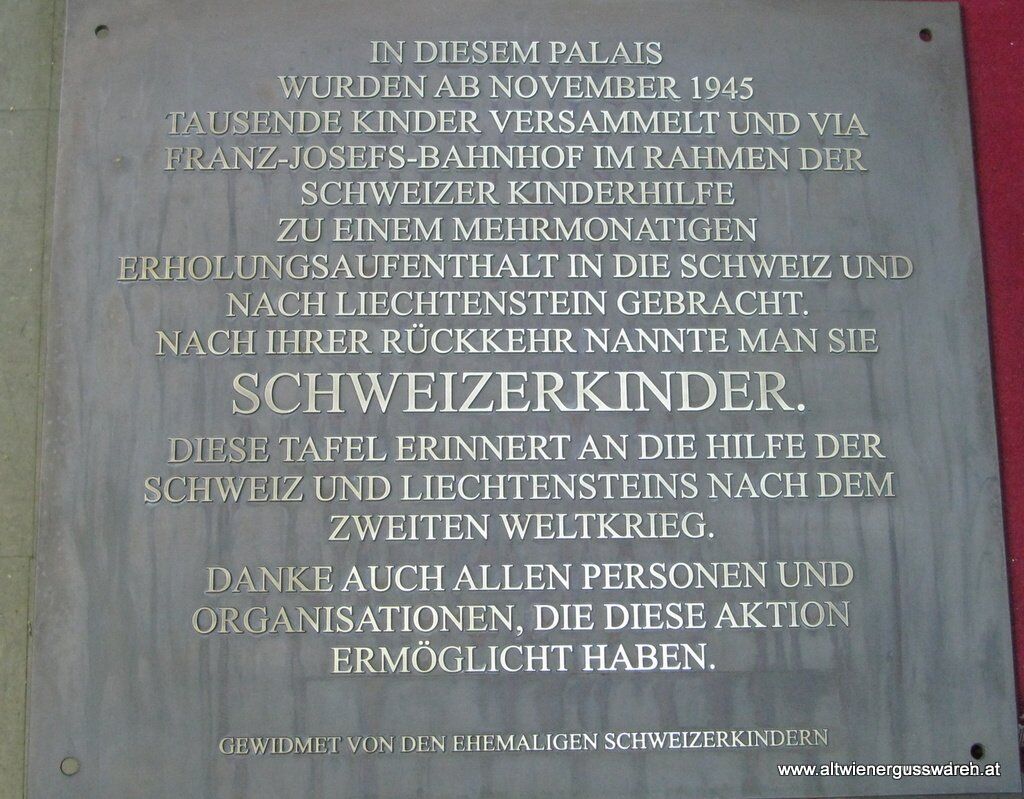 IN DIESEM PALAIS
WURDEN AB NOVEMBER 1945
TAUSENDE KINDER VERSAMMELT UND VIA
FRANZ-JOSEFS-BAHNHOF IM RAHMEN DER
SCHWEIZER KINDERHILFE
ZU EINEM MEHRMONATIGEN
ERHOLUNGSAUFENTHALT IN DIE SCHWEIZ UND
NACH LIECHTENSTEIN GEBRACHT.
NACH IHRER RÜCKKEHR NANNTE MAN SIE
SCHWEIZERKINDER.
DIESE TAFEL ERINNERT AN DIE HILFE DER
SCHWEIZ UND LIECHTENSTEINS NACH DEM
ZWEITEN WELTKRIEG.
DANKE AUCH ALLEN PERSONEN UND
ORGANISATIONEN, DIE DIESE AKTION
ERMÖGLICHT HABEN.
GEWIDMET VON DEN EHEMALIGEN SCHWEIZERKINDERN
www.altwienergusswareh.at